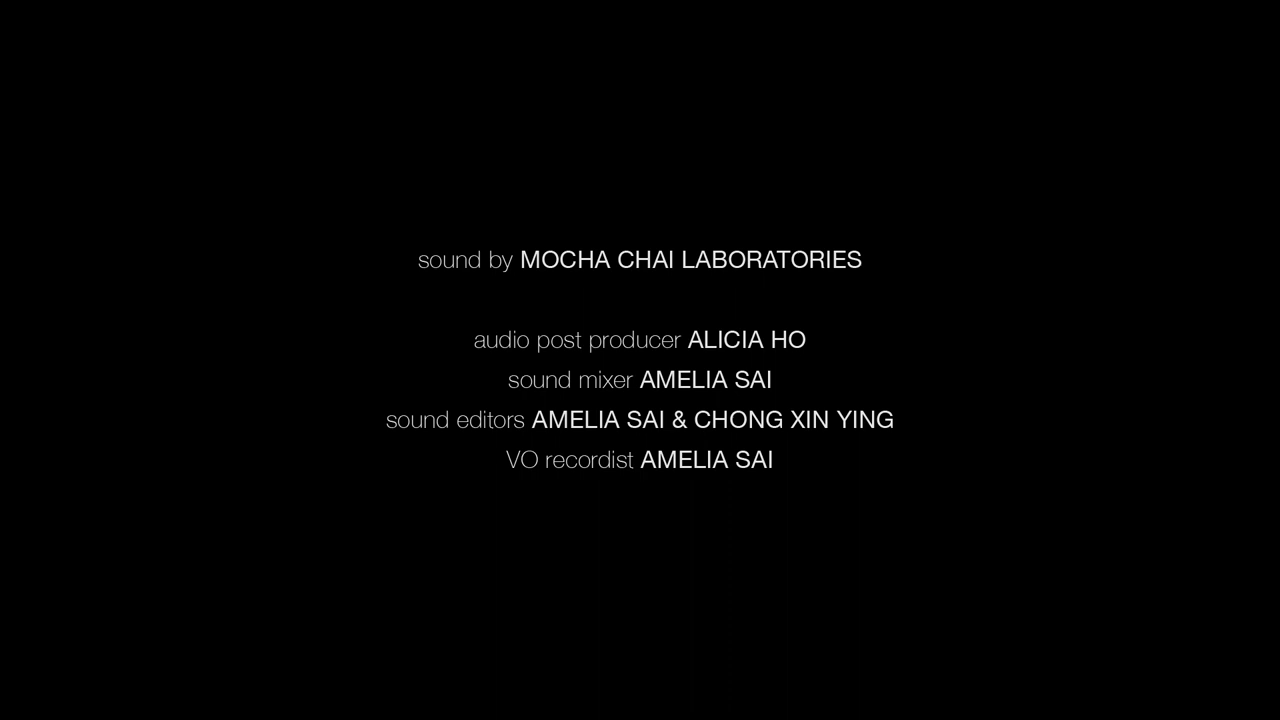 sound by MOCHA CHAI LABORATORIES
audio post producer ALICIA HO
sound mixer AMELIA SAI
sound editors AMELIA SAI & CHONG XIN YING
VO recordist AMELIA SAI